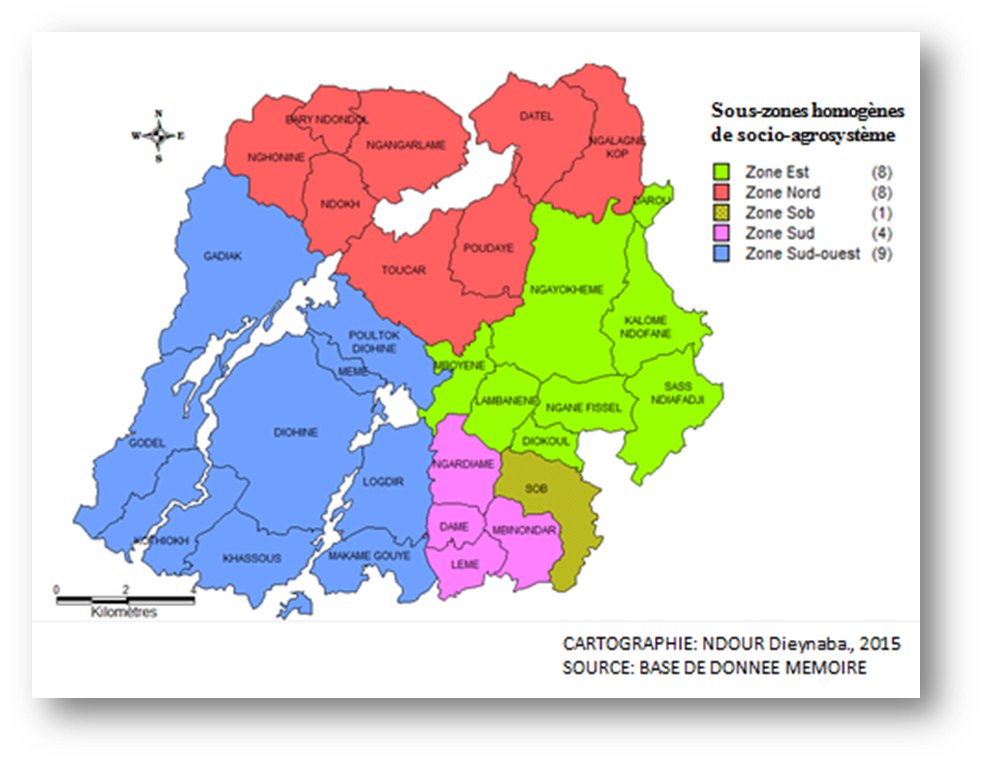 N
W E
S
Sous-zones homogènes
de socio-agrosystème
Zone Est (8)
Zone Nord (8)
Zone Sob (1)
Zone Sud (4)
Zone Sud-ouest (9)
BARY NDONDOL
DATEL
NGANGARLAME
NGALAGNE
KOP
NGHONINE
NDOKH
DAROU
POUDAYE
GADIAK
TOUCAR
NGAYOKHEME
KALOME
NDOFANE
POULTOK
DIOHINE
MBOYENE
MEME
SASS
NDIAFADJI
LAMBANENE
NGANE FISSEL
DIOHINE
GODEL
DIOKOUL
NGARDIAME
LOGDIR
SOB
DAME
MBINONDAR
KOTHIOKH
KHASSOUS
MAKAME GOUYE
LEME
0 2 4
Kilomètres
CARTOGRAPHIE: NDOUR Dieynaba., 2015
SOURCE: BASE DE DONNEE MEMOIRE